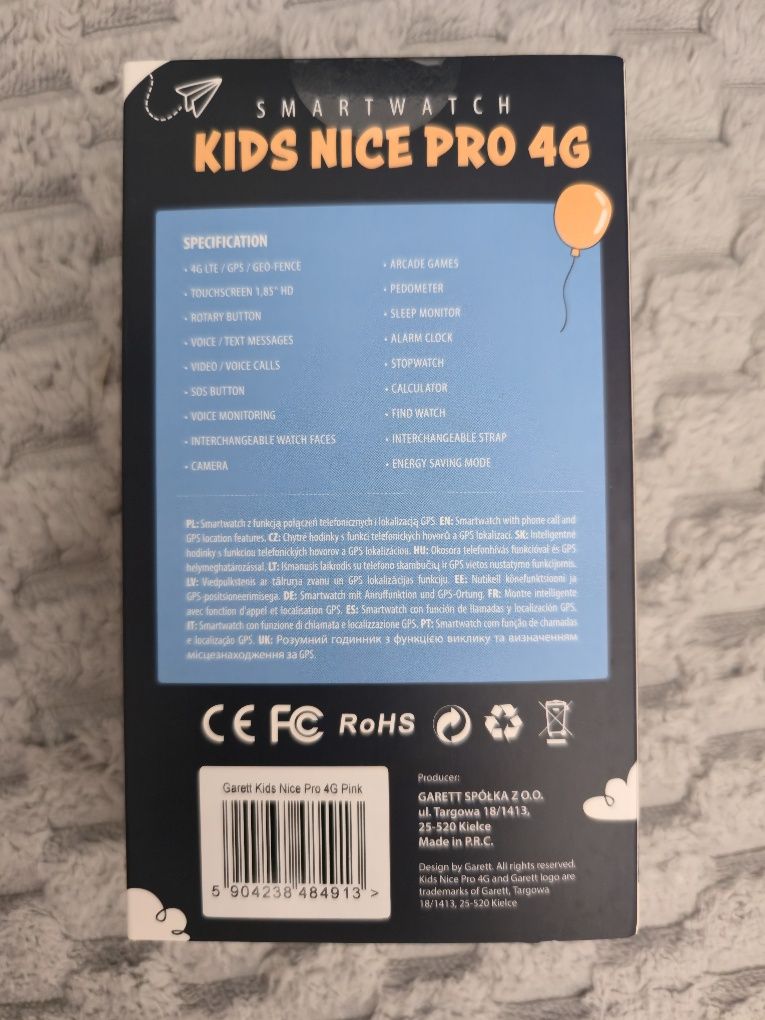 SMARTWATCH
KIDS NICE PRO 4G
SPECIFICATION
• 4G LTE / GPS / GEO-FENCE
• TOUCHSCREEN 1,85" HD
• ROTARY BUTTON
• VOICE / TEXT MESSAGES
• VIDEO / VOICE CALLS
• SOS BUTTON
• VOICE MONITORING
• INTERCHANGEABLE WATCH FACES
• CAMERA
• ARCADE GAMES
• PEDOMETER
• SLEEP MONITOR
• ALARM CLOCK
• STOPWATCH
• CALCULATOR
• FIND WATCH
• INTERCHANGEABLE STRAP
• ENERGY SAVING MODE
PL: Smartwatch z funkcją połączeń telefonicznych i lokalizacją GPS. EN: Smartwatch with phone call and
GPS location features. CZ: Chytré hodinky s funkcí telefonických hovorů a GPS lokalizací. SK: Inteligentné
hodinky s funkciou telefonických hovorov a GPS lokalizáciou. HU: Okosóra telefonhívás funkcióval és GPS
helymeghatározással. LT: Išmanusis laikrodis su telefono skambučių ir GPS vietos nustatymo funkcijomis.
LV: Viedpulkstenis ar tālruņa zvanu un GPS lokalizācijas funkciju. EE: Nutikell kõnefunktsiooni ja
GPS-positsioneerimisega. DE: Smartwatch mit Anruffunktion und GPS-Ortung. FR: Montre intelligente
avec fonction d'appel et localisation GPS. ES: Smartwatch con función de llamadas y localización GPS.
IT: Smartwatch con funzione di chiamata e localizzazione GPS. PT: Smartwatch com função de chamadas
e localização GPS. UK: Розумний годинник з функцією виклику та визначенням
місцезнаходження за GPS.
CE FC RoHS
Garett Kids Nice Pro 4G Pink
5 904238 484913 >
Producer:
GARETT SPÓŁKA Z O.O.
ul. Targowa 18/1413,
25-520 Kielce
Made in P.R.C.
Design by Garett. All rights reserved.
Kids Nice Pro 4G and Garett logo are
trademarks of Garett, Targowa
18/1413, 25-520 Kielce